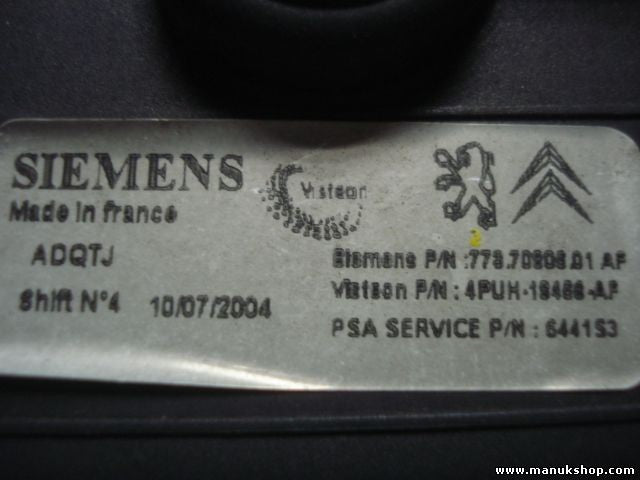 SIEMENS
Visteon
Made in france
ADQTJ
Shift N°4 10/07/2004
Siemens P/N :773.70806.01 AF
Visteon P/N : 4PUH-18456-AF
PSA SERVICE P/N : 6441S3
www.manukshop.com